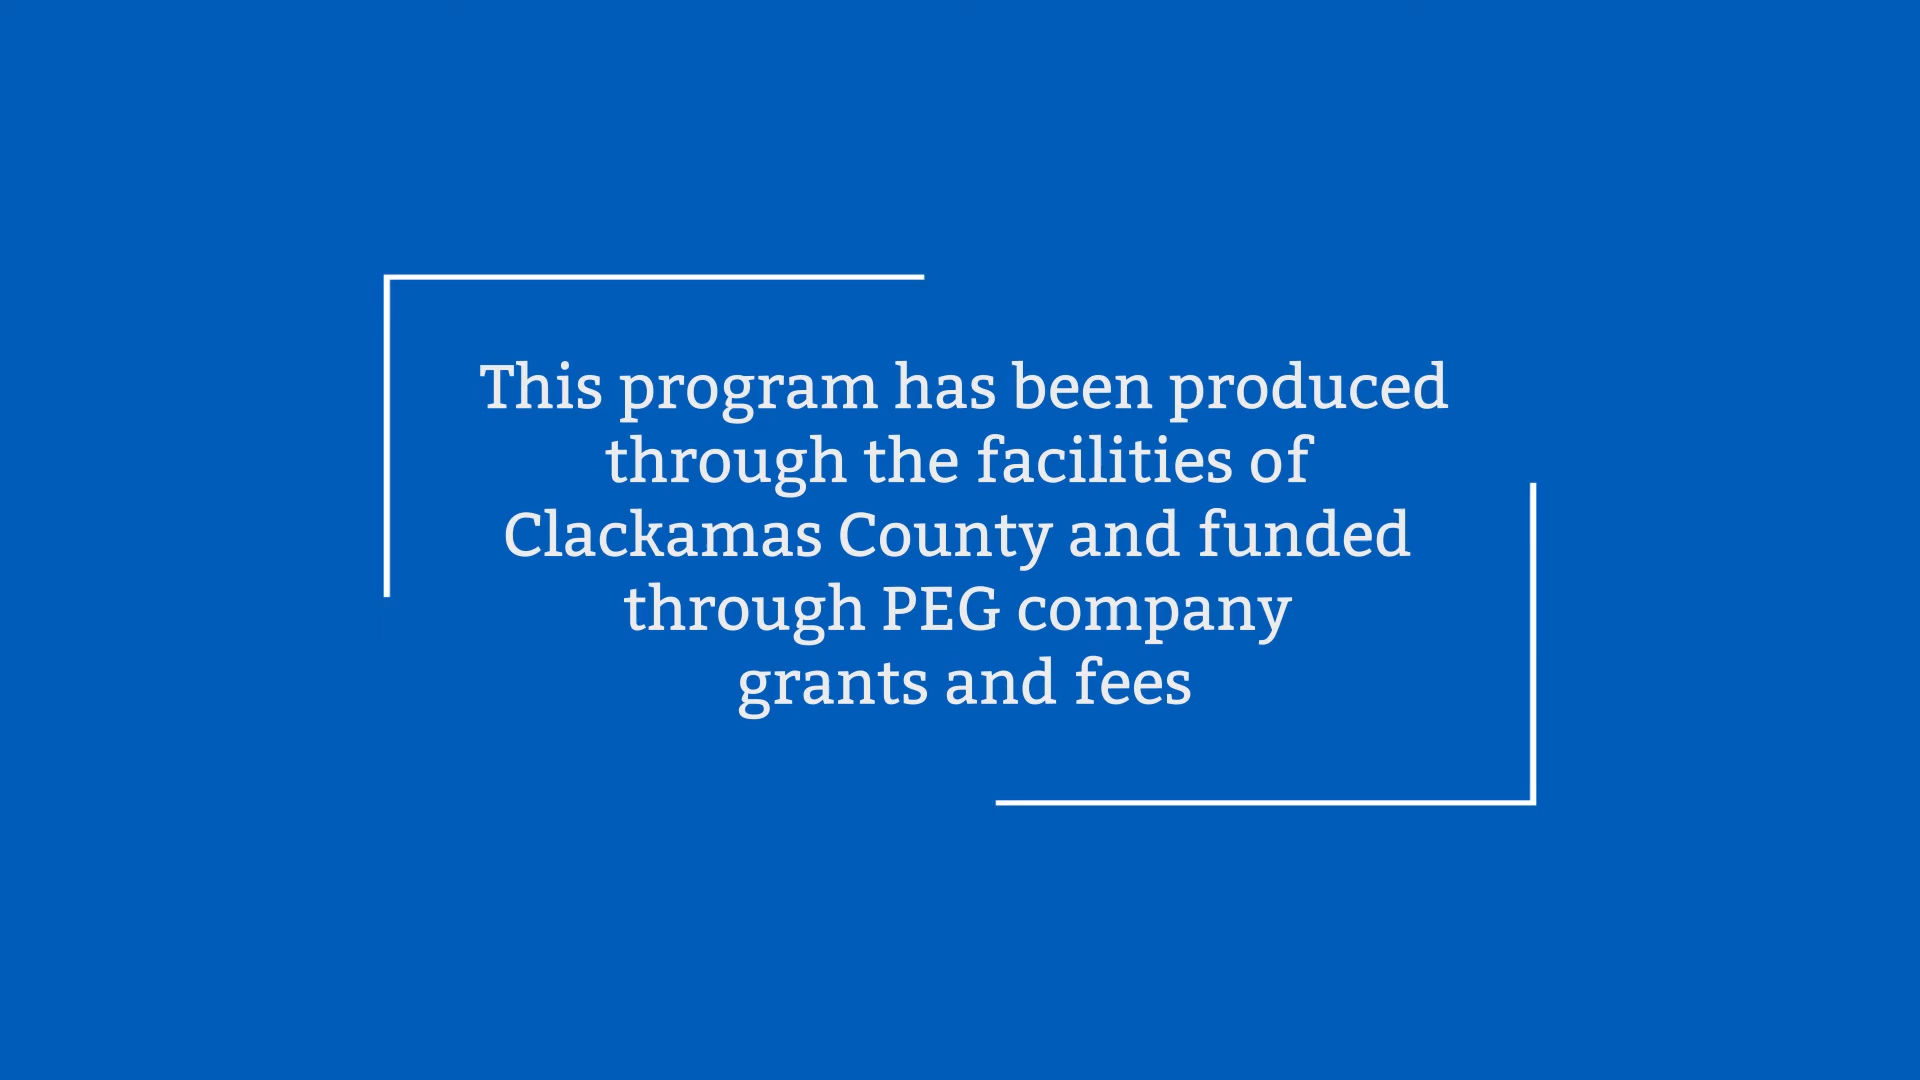 This program has been produced
through the facilities of
Clackamas County and funded
through PEG company
grants and fees